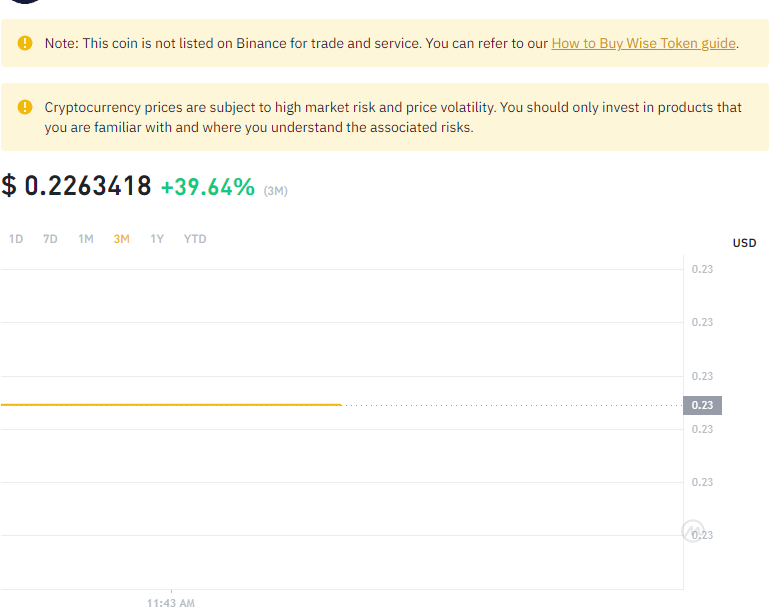 Note: This coin is not listed on Binance for trade and service. You can refer to our How to Buy Wise Token guide.
Cryptocurrency prices are subject to high market risk and price volatility. You should only invest in products that
you are familiar with and where you understand the associated risks.
$ 0.2263418 +39.64% (3M)
1D 7D 1M 3M 1Y YTD
USD
0.23
0.23
0.23
0.23
0.23
0.23
0.23
11:43 AM